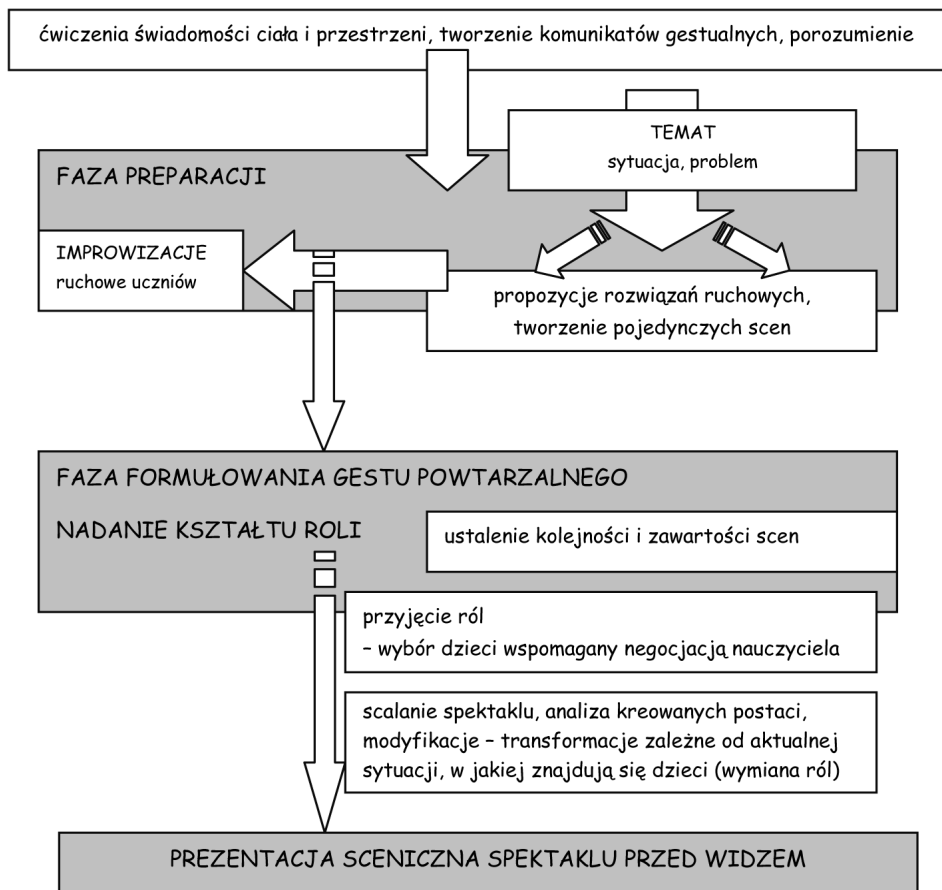 ćwiczenia świadomości ciała i przestrzeni, tworzenie komunikatów gestualnych, porozumienie
TEMAT
sytuacja, problem
FAZA PREPARACJI
IMPROWIZACJE
ruchowe uczniów
propozycje rozwiązań ruchowych,
tworzenie pojedynczych scen
FAZA FORMUŁOWANIA GESTU POWTARZALNEGO
NADANIE KSZTAŁTU ROLI
ustalenie kolejności i zawartości scen
przyjęcie ról
– wybór dzieci wspomagany negocjacją nauczyciela
scalanie spektaklu, analiza kreowanych postaci,
modyfikacje – transformacje zależne od aktualnej
sytuacji, w jakiej znajdują się dzieci (wymiana ról)
PREZENTACJA SCENICZNA SPEKTAKLU PRZED WIDZEM